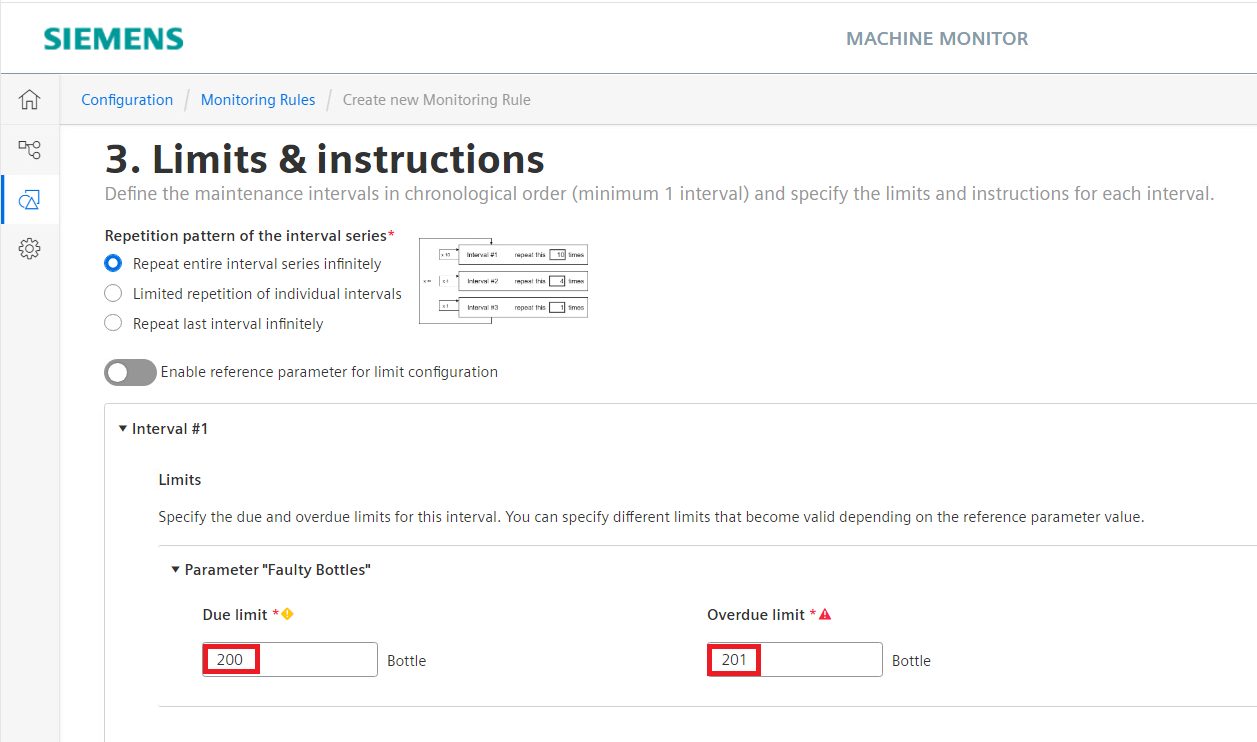 SIEMENS
MACHINE MONITOR
Configuration / Monitoring Rules / Create new Monitoring Rule
3. Limits & instructions
Define the maintenance intervals in chronological order (minimum 1 interval) and specify the limits and instructions for each interval.
Repetition pattern of the interval series*
Repeat entire interval series infinitely
Limited repetition of individual intervals
Repeat last interval infinitely
x 10 Interval #1 repeat this 10 times
x ∞ x 4 Interval #2 repeat this 4 times
x 1 Interval #3 repeat this 1 times
Enable reference parameter for limit configuration
Interval #1
Limits
Specify the due and overdue limits for this interval. You can specify different limits that become valid depending on the reference parameter value.
Parameter "Faulty Bottles"
Due limit * Overdue limit *
200 Bottle 201 Bottle